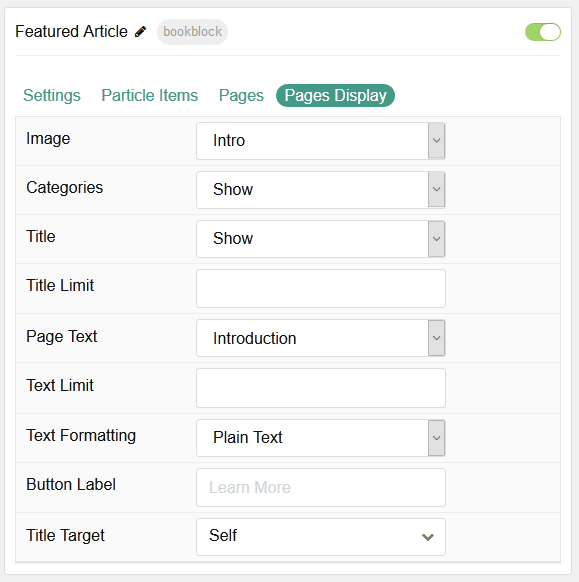 Featured Article bookblock
Settings Particle Items Pages Pages Display
Image Intro
Categories Show
Title Show
Title Limit
Page Text Introduction
Text Limit
Text Formatting Plain Text
Button Label Learn More
Title Target Self